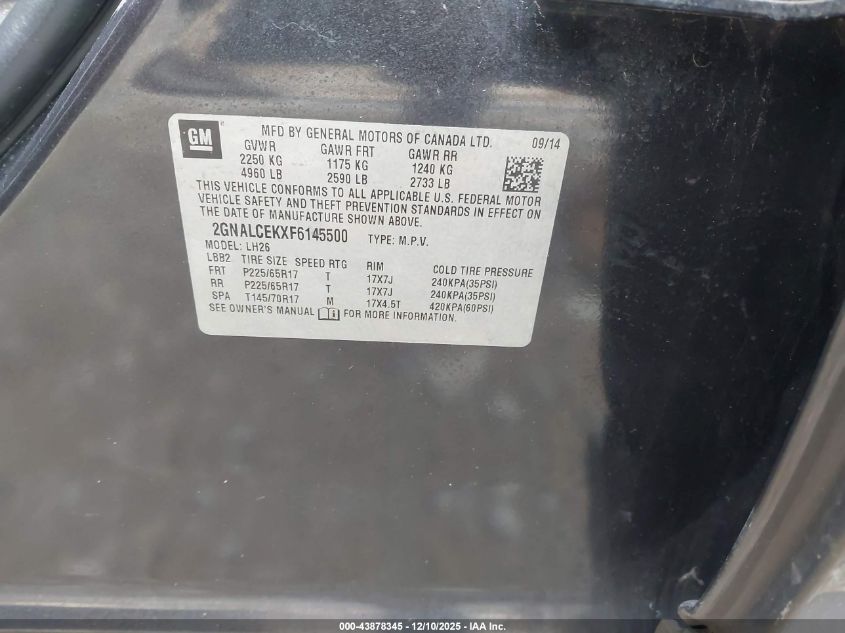 GM
MFD BY GENERAL MOTORS OF CANADA LTD. 09/14
GVWR GAWR FRT GAWR RR
2250 KG 1175 KG 1240 KG
4960 LB 2590 LB 2733 LB
THIS VEHICLE CONFORMS TO ALL APPLICABLE U.S. FEDERAL MOTOR
VEHICLE SAFETY AND THEFT PREVENTION STANDARDS IN EFFECT ON
THE DATE OF MANUFACTURE SHOWN ABOVE.
2GNALCEKXF6145500 TYPE: M.P.V.
MODEL: LH26
LBB2 TIRE SIZE SPEED RTG RIM COLD TIRE PRESSURE
FRT P225/65R17 T 17X7J 240KPA(35PSI)
RR P225/65R17 T 17X7J 240KPA(35PSI)
SPA T145/70R17 M 17X4.5T 420KPA(60PSI)
SEE OWNER'S MANUAL FOR MORE INFORMATION.
000-43878345 - 12/10/2025 - IAA Inc.